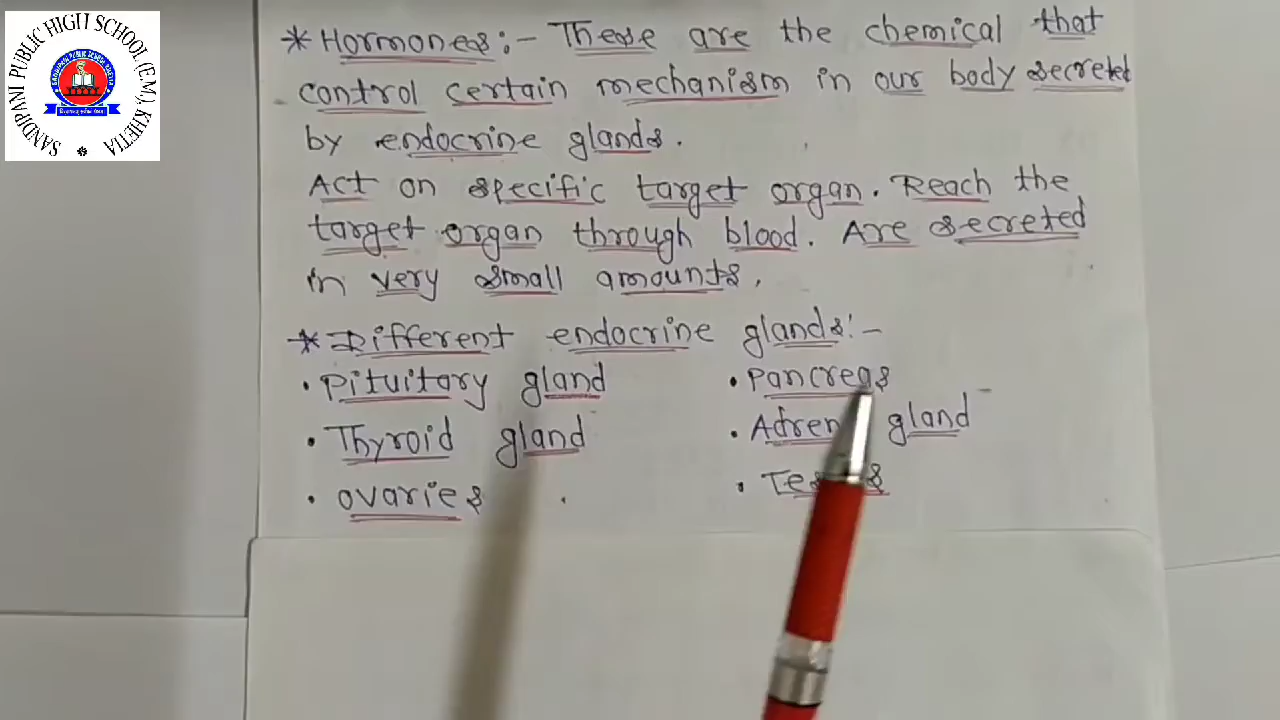 SANDIPANI PUBLIC HIGH SCHOOL (E.M.), KHETIA
* Hormones:- These are the chemical that
control certain mechanism in our body secreted
by endocrine glands.
Act on specific target organ. Reach the
target organ through blood. Are secreted
in very small amounts.
* Different endocrine glands:-
• Pituitary gland
• Pancreas
• Thyroid gland
• Adren gland
• Ovaries